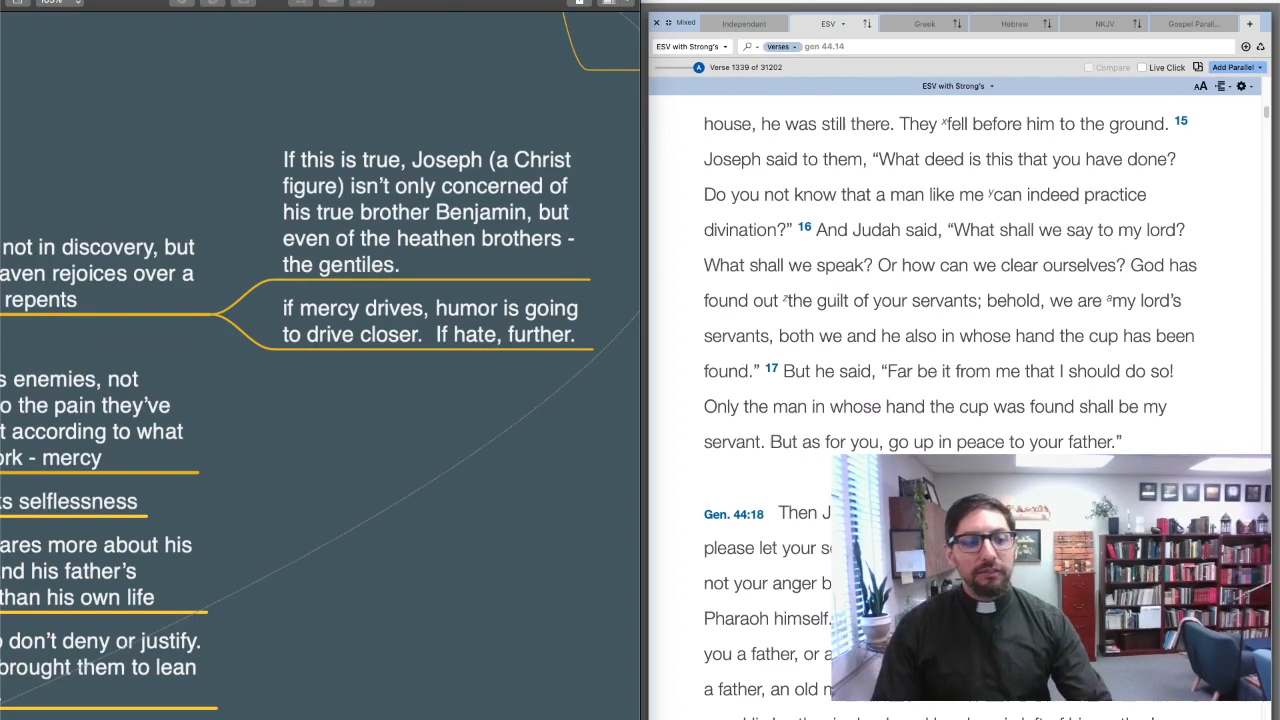 If this is true, Joseph (a Christ
figure) isn't only concerned of
his true brother Benjamin, but
even of the heathen brothers -
the gentiles.
not in discovery, but
aven rejoices over a
repents
if mercy drives, humor is going
to drive closer.  If hate, further.
s enemies, not
o the pain they've
t according to what
ork - mercy
ks selflessness
ares more about his
nd his father's
than his own life
o don't deny or justify.
brought them to lean
Mixed
Independant
ESV
Greek
Hebrew
NKJV
Gospel Parall...
ESV with Strong's
Verses
gen 44.14
A
Verse 1339 of 31202
Compare
Live Click
Add Parallel
ESV with Strong's
AA
house, he was still there. They xfell before him to the ground. 15
Joseph said to them, “What deed is this that you have done?
Do you not know that a man like me ycan indeed practice
divination?” 16 And Judah said, “What shall we say to my lord?
What shall we speak? Or how can we clear ourselves? God has
found out zthe guilt of your servants; behold, we are amy lord's
servants, both we and he also in whose hand the cup has been
found.” 17 But he said, “Far be it from me that I should do so!
Only the man in whose hand the cup was found shall be my
servant. But as for you, go up in peace to your father.”
Gen. 44:18 Then J
please let your s
not your anger b
Pharaoh himself.
you a father, or a
a father, an old m